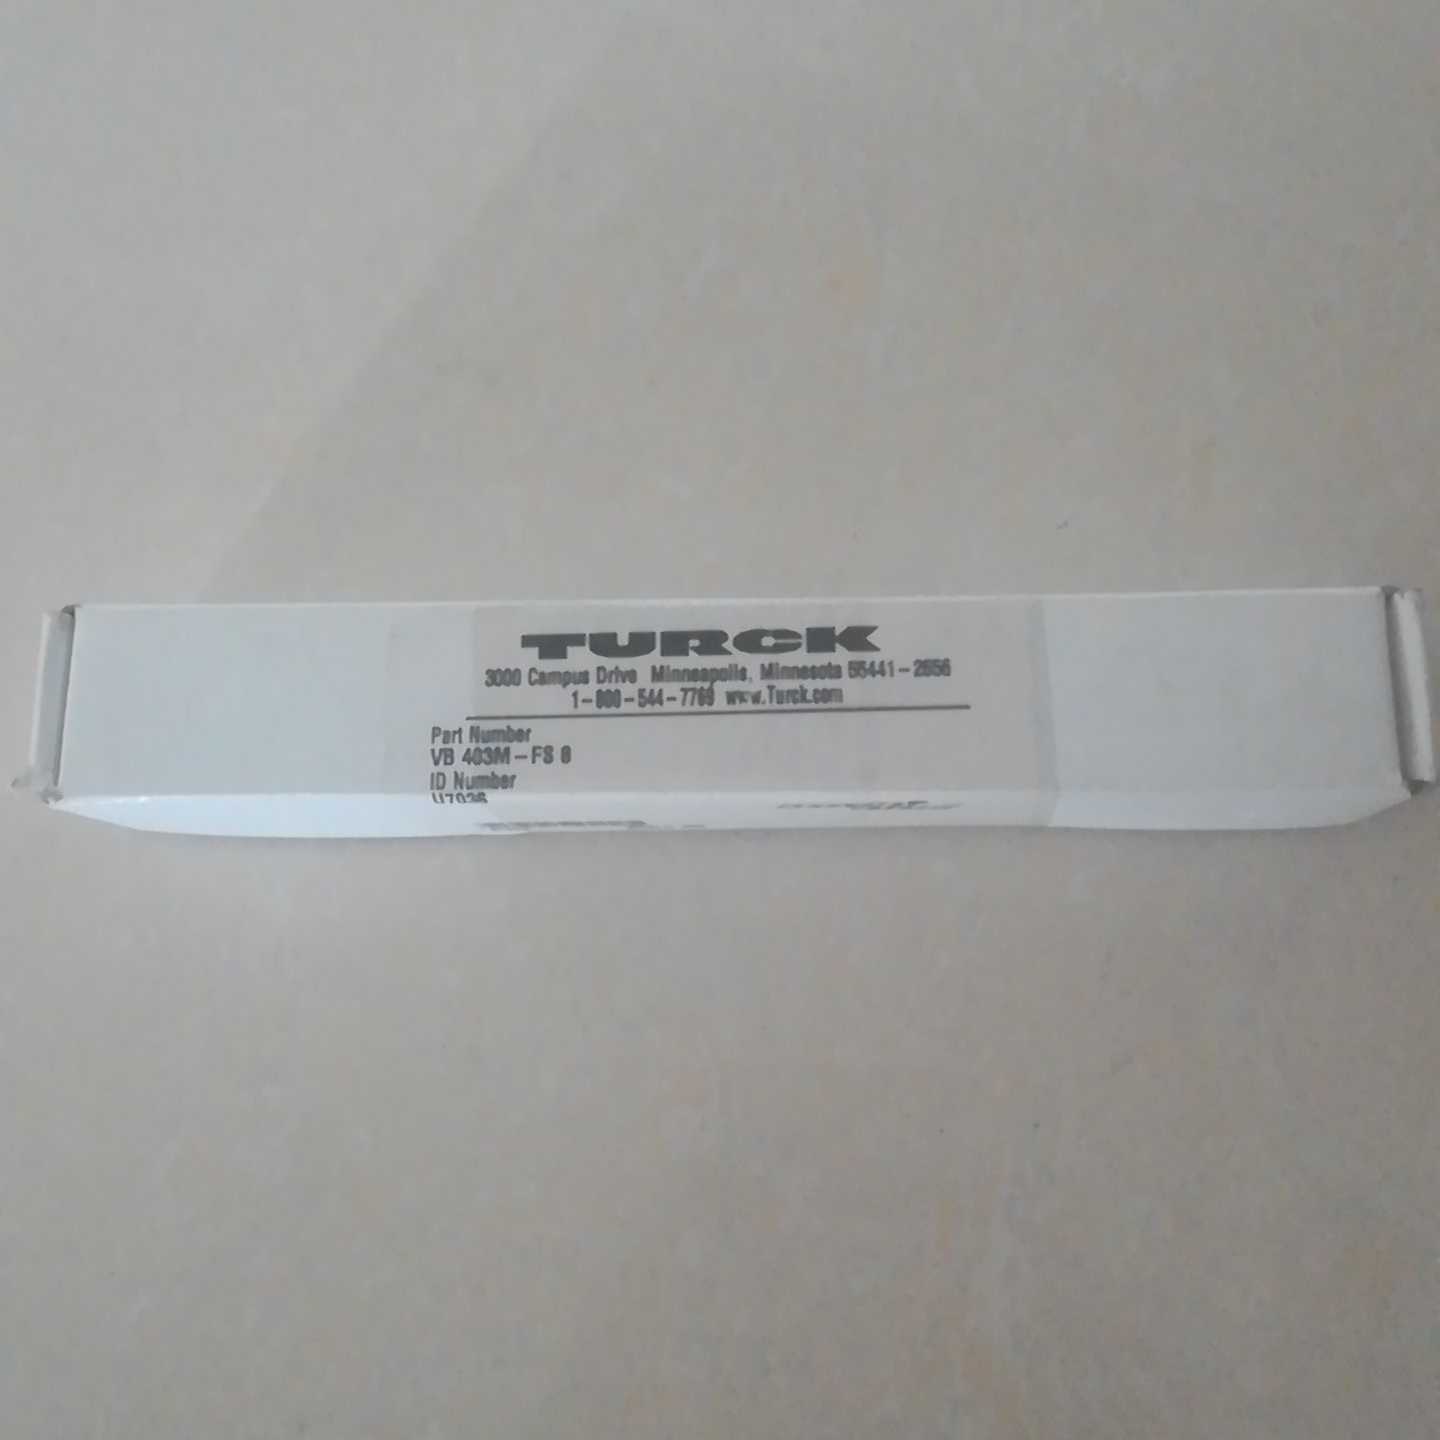 TURCK
3000 Campus Drive Minneapolis, Minnesota 55441-2656
1-800-544-7769 www.Turck.com
Part Number
VB 403M-FS 8
ID Number
U7036